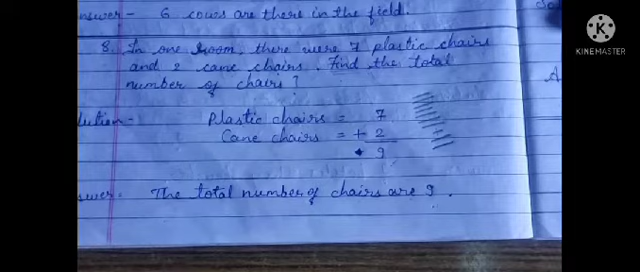 nswer - 6 cows are there in the field.
8. In one room, there were 7 plastic chairs
and 2 cane chairs. Find the total
number of chairs?
lution - Plastic chairs = 7
Cane chairs = + 2
9
swer. The total number of chairs are 9.
K
KINEMASTER